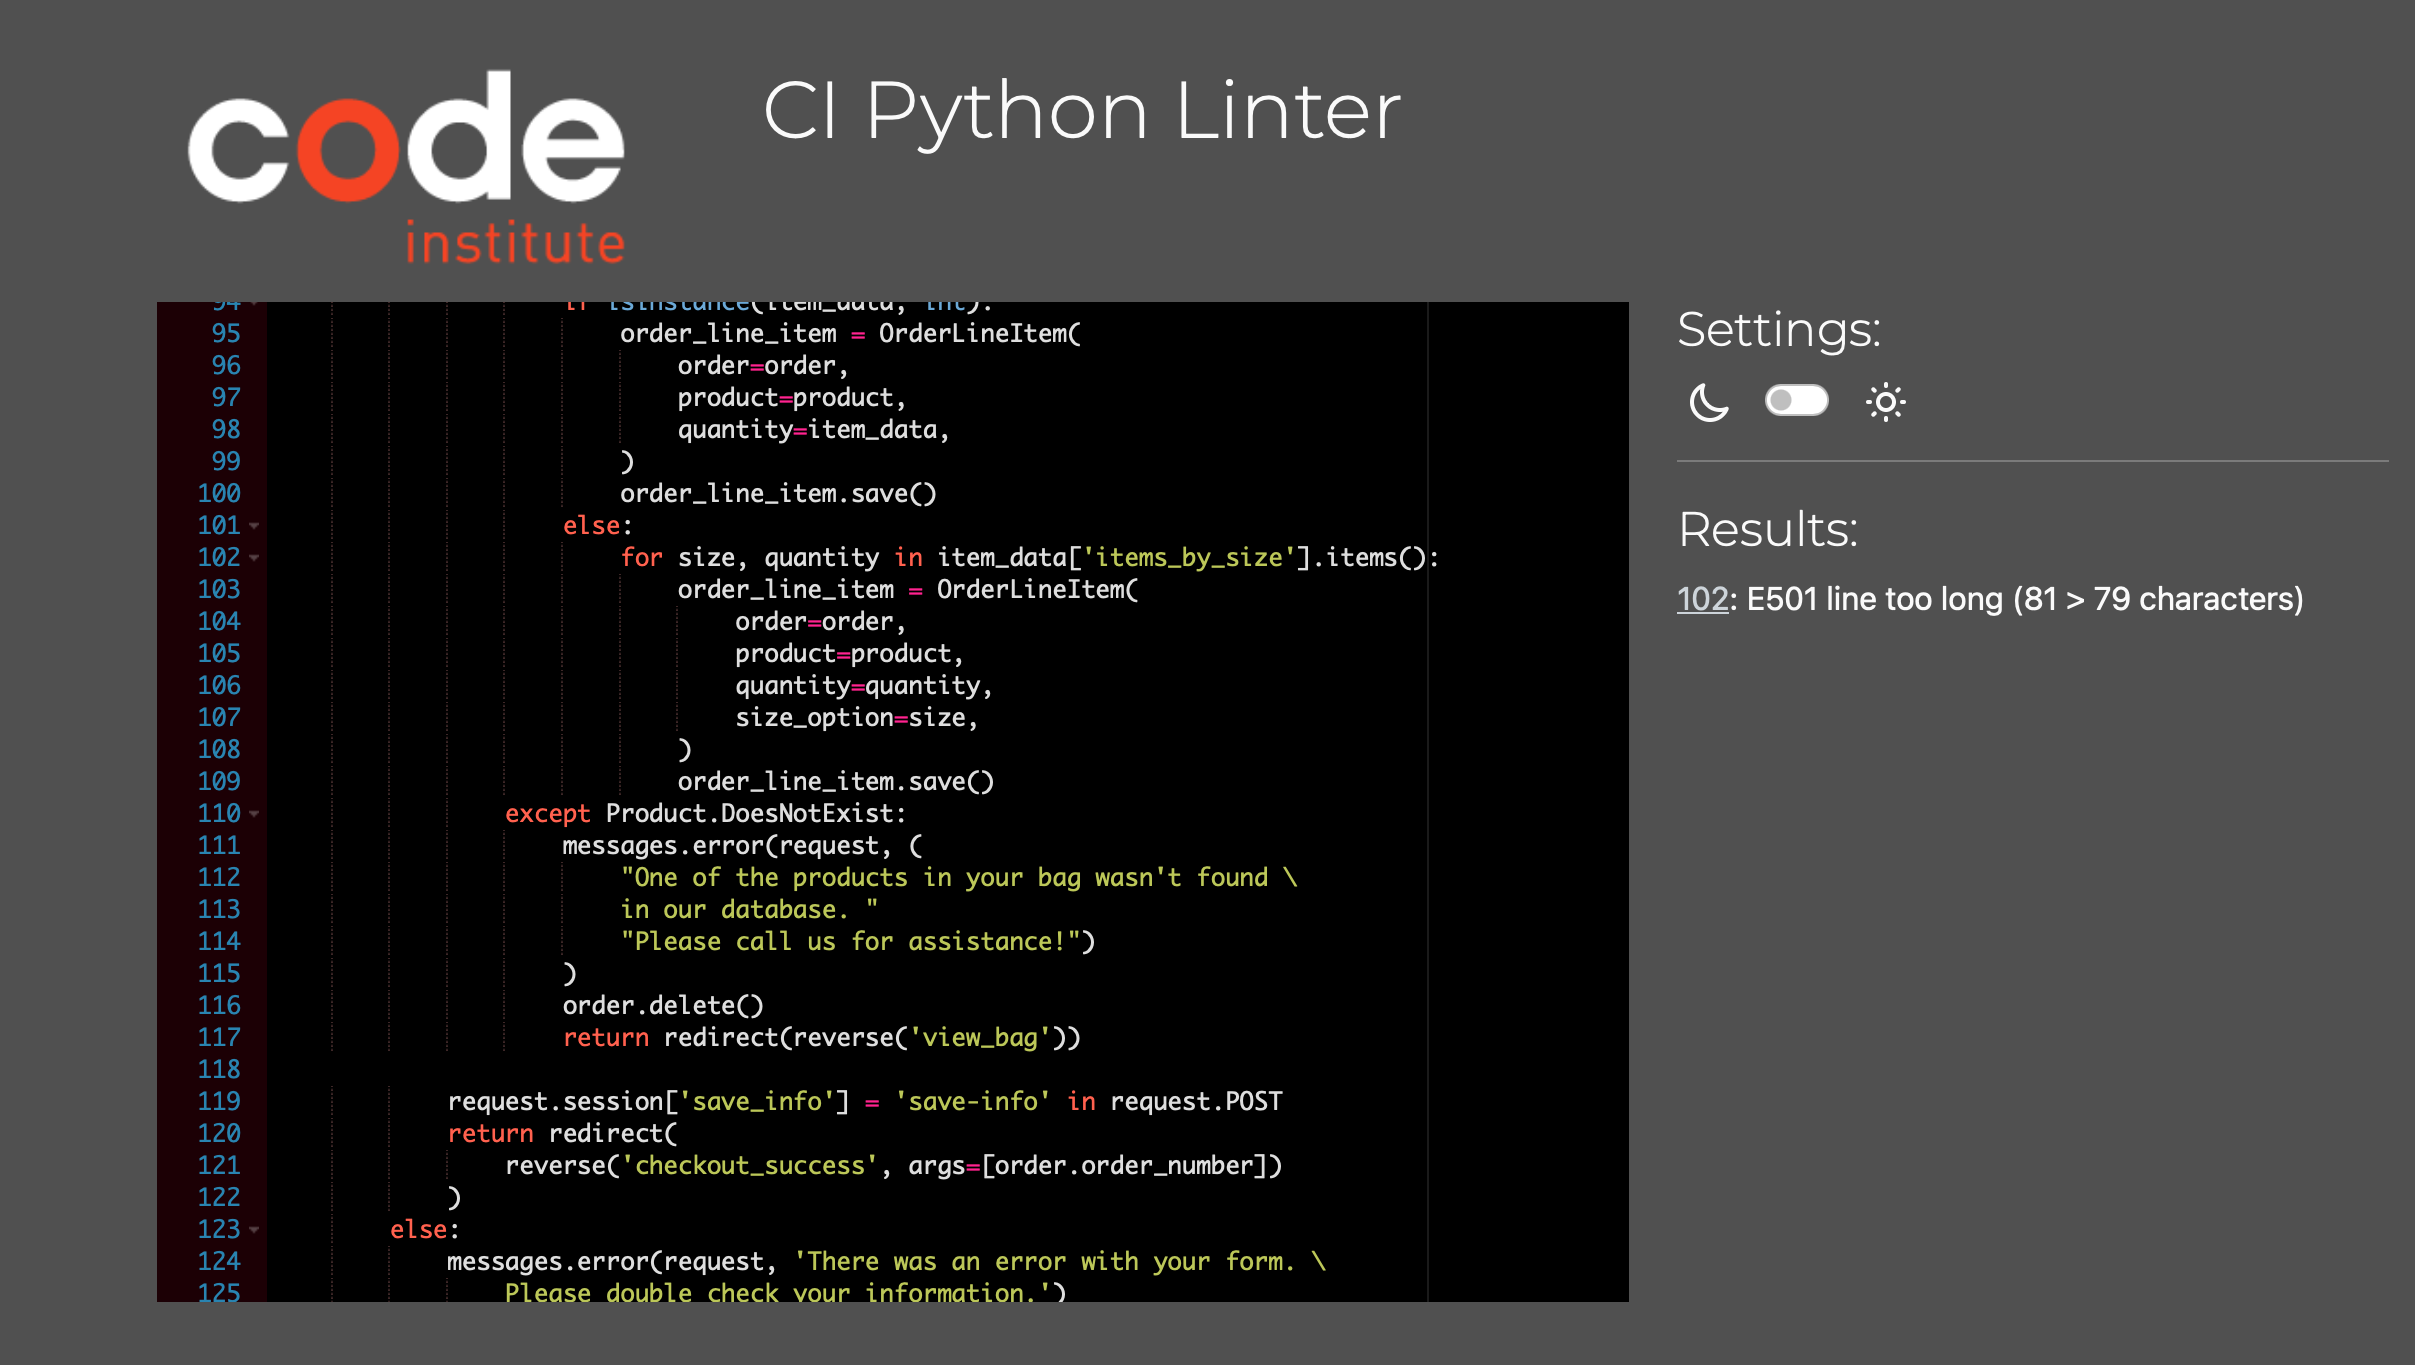 code
institute
CI Python Linter
94 if isinstance(item_data, int):
95 order_line_item = OrderLineItem(
96 order=order,
97 product=product,
98 quantity=item_data,
99 )
100 order_line_item.save()
101 else:
102 for size, quantity in item_data['items_by_size'].items():
103 order_line_item = OrderLineItem(
104 order=order,
105 product=product,
106 quantity=quantity,
107 size_option=size,
108 )
109 order_line_item.save()
110 except Product.DoesNotExist:
111 messages.error(request, (
112 "One of the products in your bag wasn't found \
113 in our database. "
114 "Please call us for assistance!")
115 )
116 order.delete()
117 return redirect(reverse('view_bag'))
118
119 request.session['save_info'] = 'save-info' in request.POST
120 return redirect(
121 reverse('checkout_success', args=[order.order_number])
122 )
123 else:
124 messages.error(request, 'There was an error with your form. \
125 Please double check your information.')
Settings:
Results:
102: E501 line too long (81 > 79 characters)